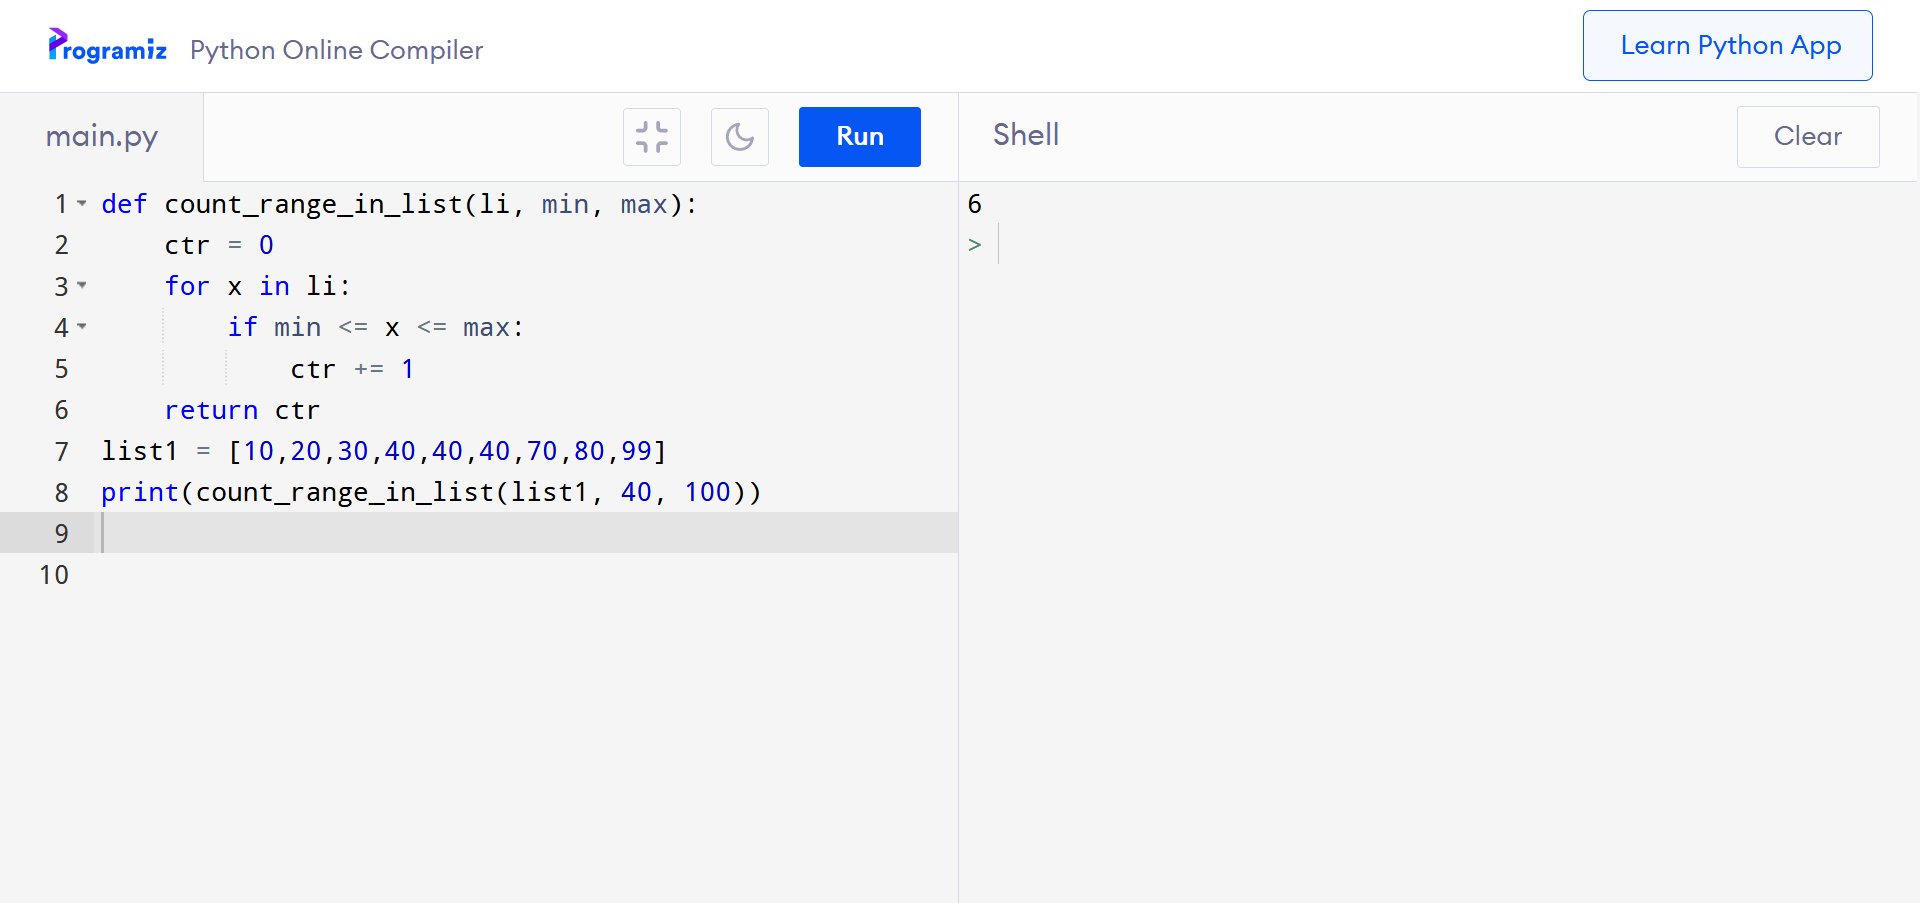 Programiz Python Online Compiler
Learn Python App
main.py
Run
Shell
Clear
1 def count_range_in_list(li, min, max):
2     ctr = 0
3     for x in li:
4         if min <= x <= max:
5             ctr += 1
6     return ctr
7 list1 = [10,20,30,40,40,40,70,80,99]
8 print(count_range_in_list(list1, 40, 100))
9
10
6
>